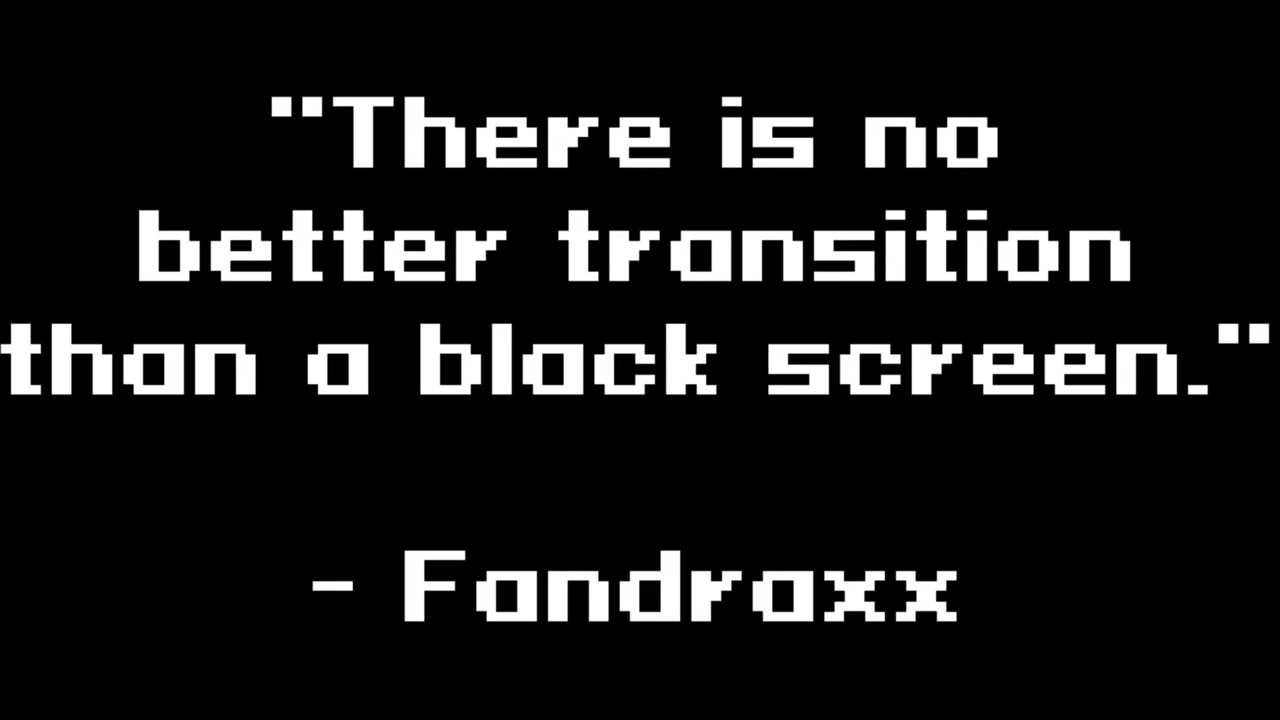 "There is no
better transition
than a black screen."
- Fandraxx